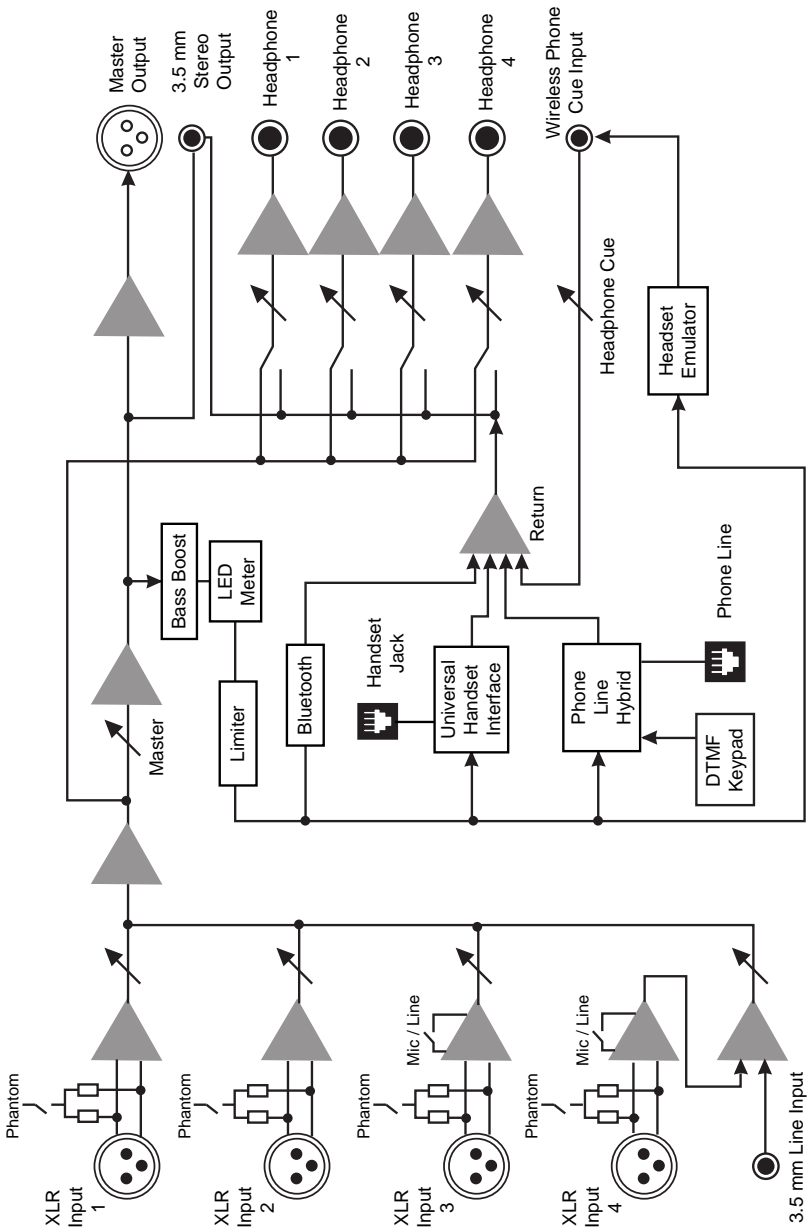 XLR
Input
1
Phantom
XLR
Input
2
Phantom
XLR
Input
3
Phantom
Mic / Line
XLR
Input
4
Phantom
Mic / Line
3.5 mm Line Input
Master
Bass Boost
LED
Meter
Limiter
Bluetooth
Handset
Jack
Universal
Handset
Interface
Phone
Line
Hybrid
DTMF
Keypad
Phone Line
Return
Headphone Cue
Headset
Emulator
Master
Output
3.5 mm
Stereo
Output
Headphone
1
Headphone
2
Headphone
3
Headphone
4
Wireless Phone
Cue Input